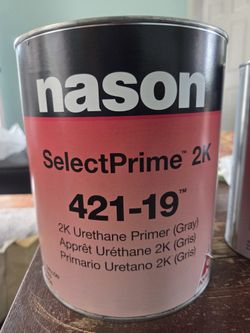 nason
SelectPrime™ 2K
421-19™
2K Urethane Primer (Gray)
Apprêt Uréthane 2K (Gris)
Primario Uretano 2K (Gris)